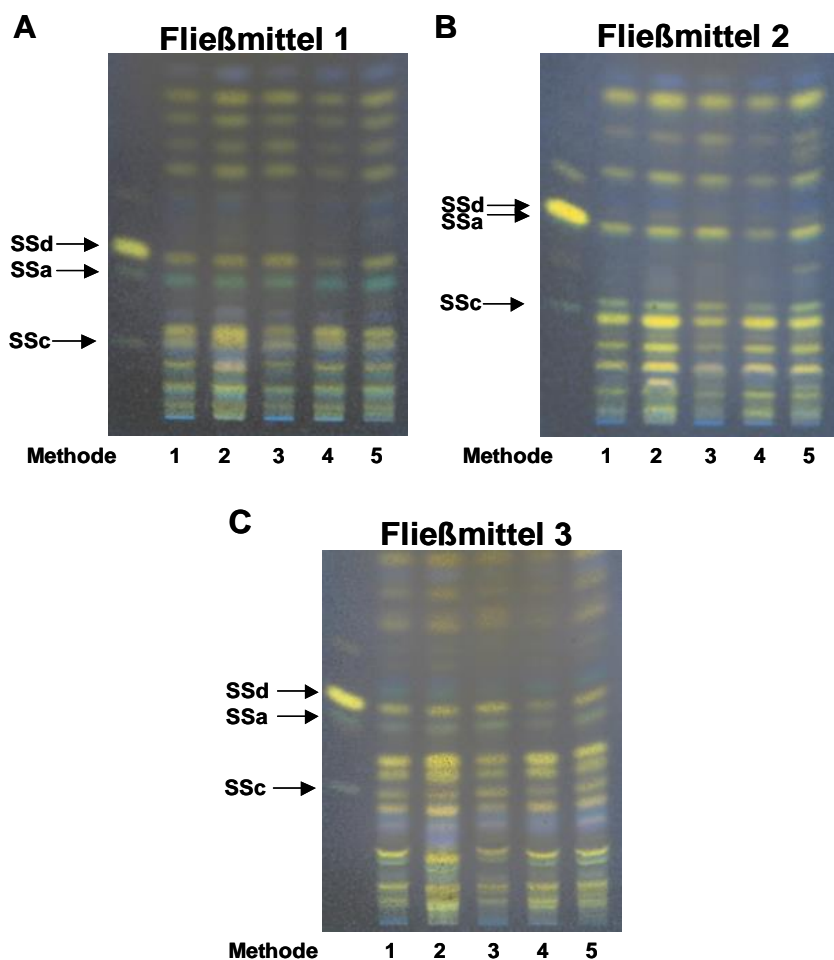 A
Fließmittel 1
SSd
SSa
SSc
Methode 1 2 3 4 5
B
Fließmittel 2
SSd
SSa
SSc
Methode 1 2 3 4 5
C
Fließmittel 3
SSd
SSa
SSc
Methode 1 2 3 4 5